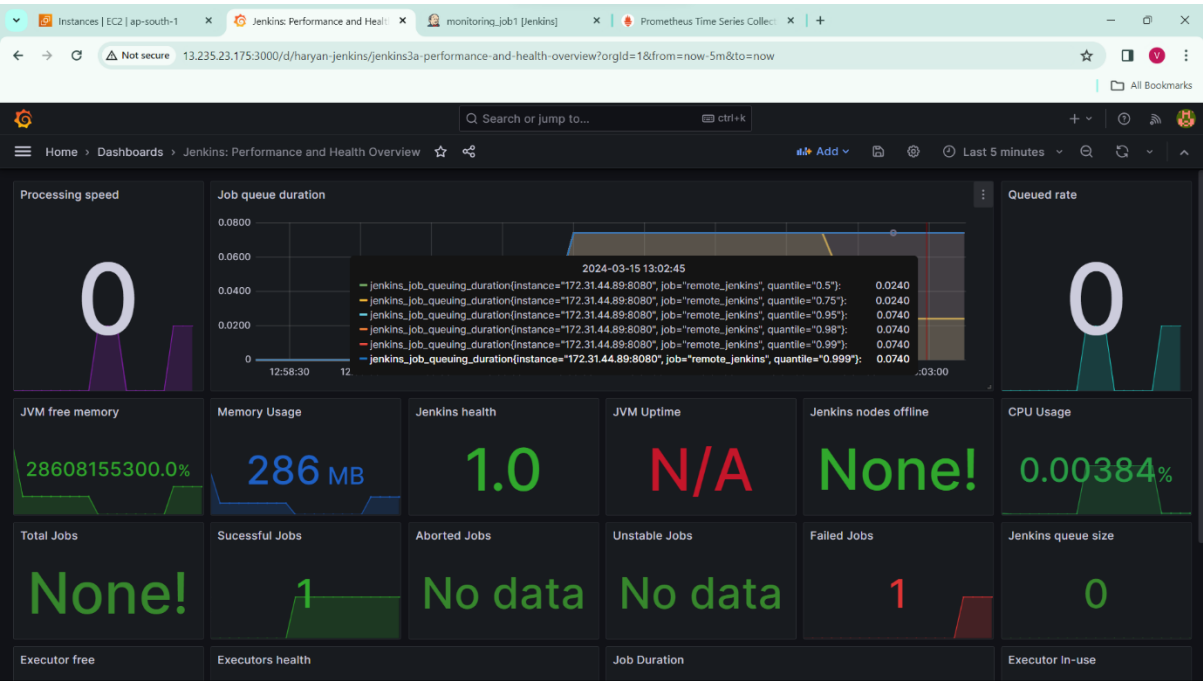 Instances | EC2 | ap-south-1
Jenkins: Performance and Healt
monitoring_job1 [Jenkins]
Prometheus Time Series Collect
Not secure
13.235.23.175:3000/d/haryan-jenkins/jenkins3a-performance-and-health-overview?orgId=1&from=now-5m&to=now
V
All Bookmarks
Search or jump to...
ctrl+k
Home › Dashboards › Jenkins: Performance and Health Overview
Add
Last 5 minutes
Processing speed
0
Job queue duration
0.0800
0.0600
0.0400
0.0200
0
12:58:30
12
:03:00
2024-03-15 13:02:45
jenkins_job_queuing_duration{instance="172.31.44.89:8080", job="remote_jenkins", quantile="0.5"}: 0.0240
jenkins_job_queuing_duration{instance="172.31.44.89:8080", job="remote_jenkins", quantile="0.75"}: 0.0240
jenkins_job_queuing_duration{instance="172.31.44.89:8080", job="remote_jenkins", quantile="0.95"}: 0.0740
jenkins_job_queuing_duration{instance="172.31.44.89:8080", job="remote_jenkins", quantile="0.98"}: 0.0740
jenkins_job_queuing_duration{instance="172.31.44.89:8080", job="remote_jenkins", quantile="0.99"}: 0.0740
jenkins_job_queuing_duration{instance="172.31.44.89:8080", job="remote_jenkins", quantile="0.999"}: 0.0740
Queued rate
0
JVM free memory
28608155300.0%
Memory Usage
286 MB
Jenkins health
1.0
JVM Uptime
N/A
Jenkins nodes offline
None!
CPU Usage
0.00384%
Total Jobs
None!
Sucessful Jobs
1
Aborted Jobs
No data
Unstable Jobs
No data
Failed Jobs
1
Jenkins queue size
0
Executor free
Executors health
Job Duration
Executor In-use